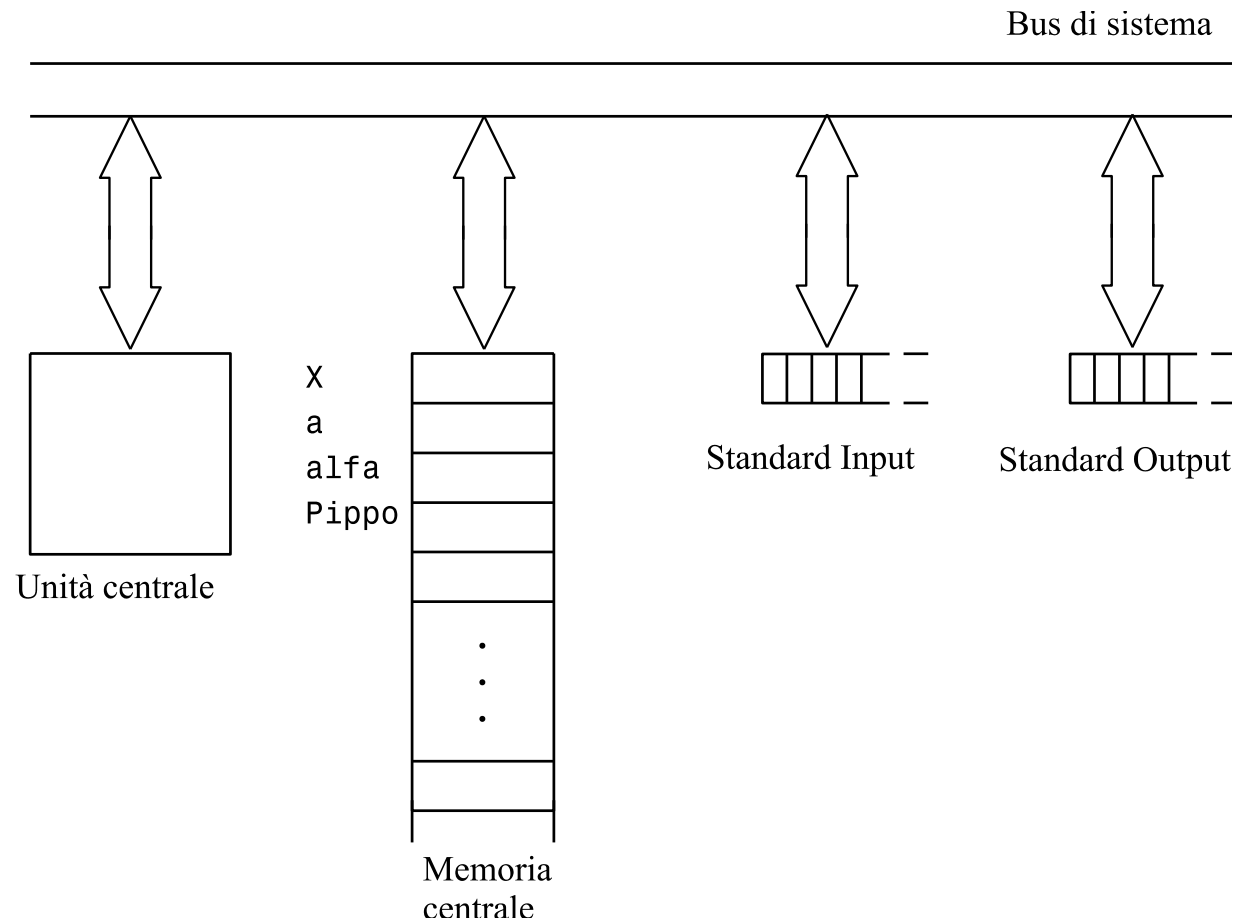 Bus di sistema
X
a
alfa
Pippo
Standard Input
Standard Output
Unità centrale
Memoria
centrale